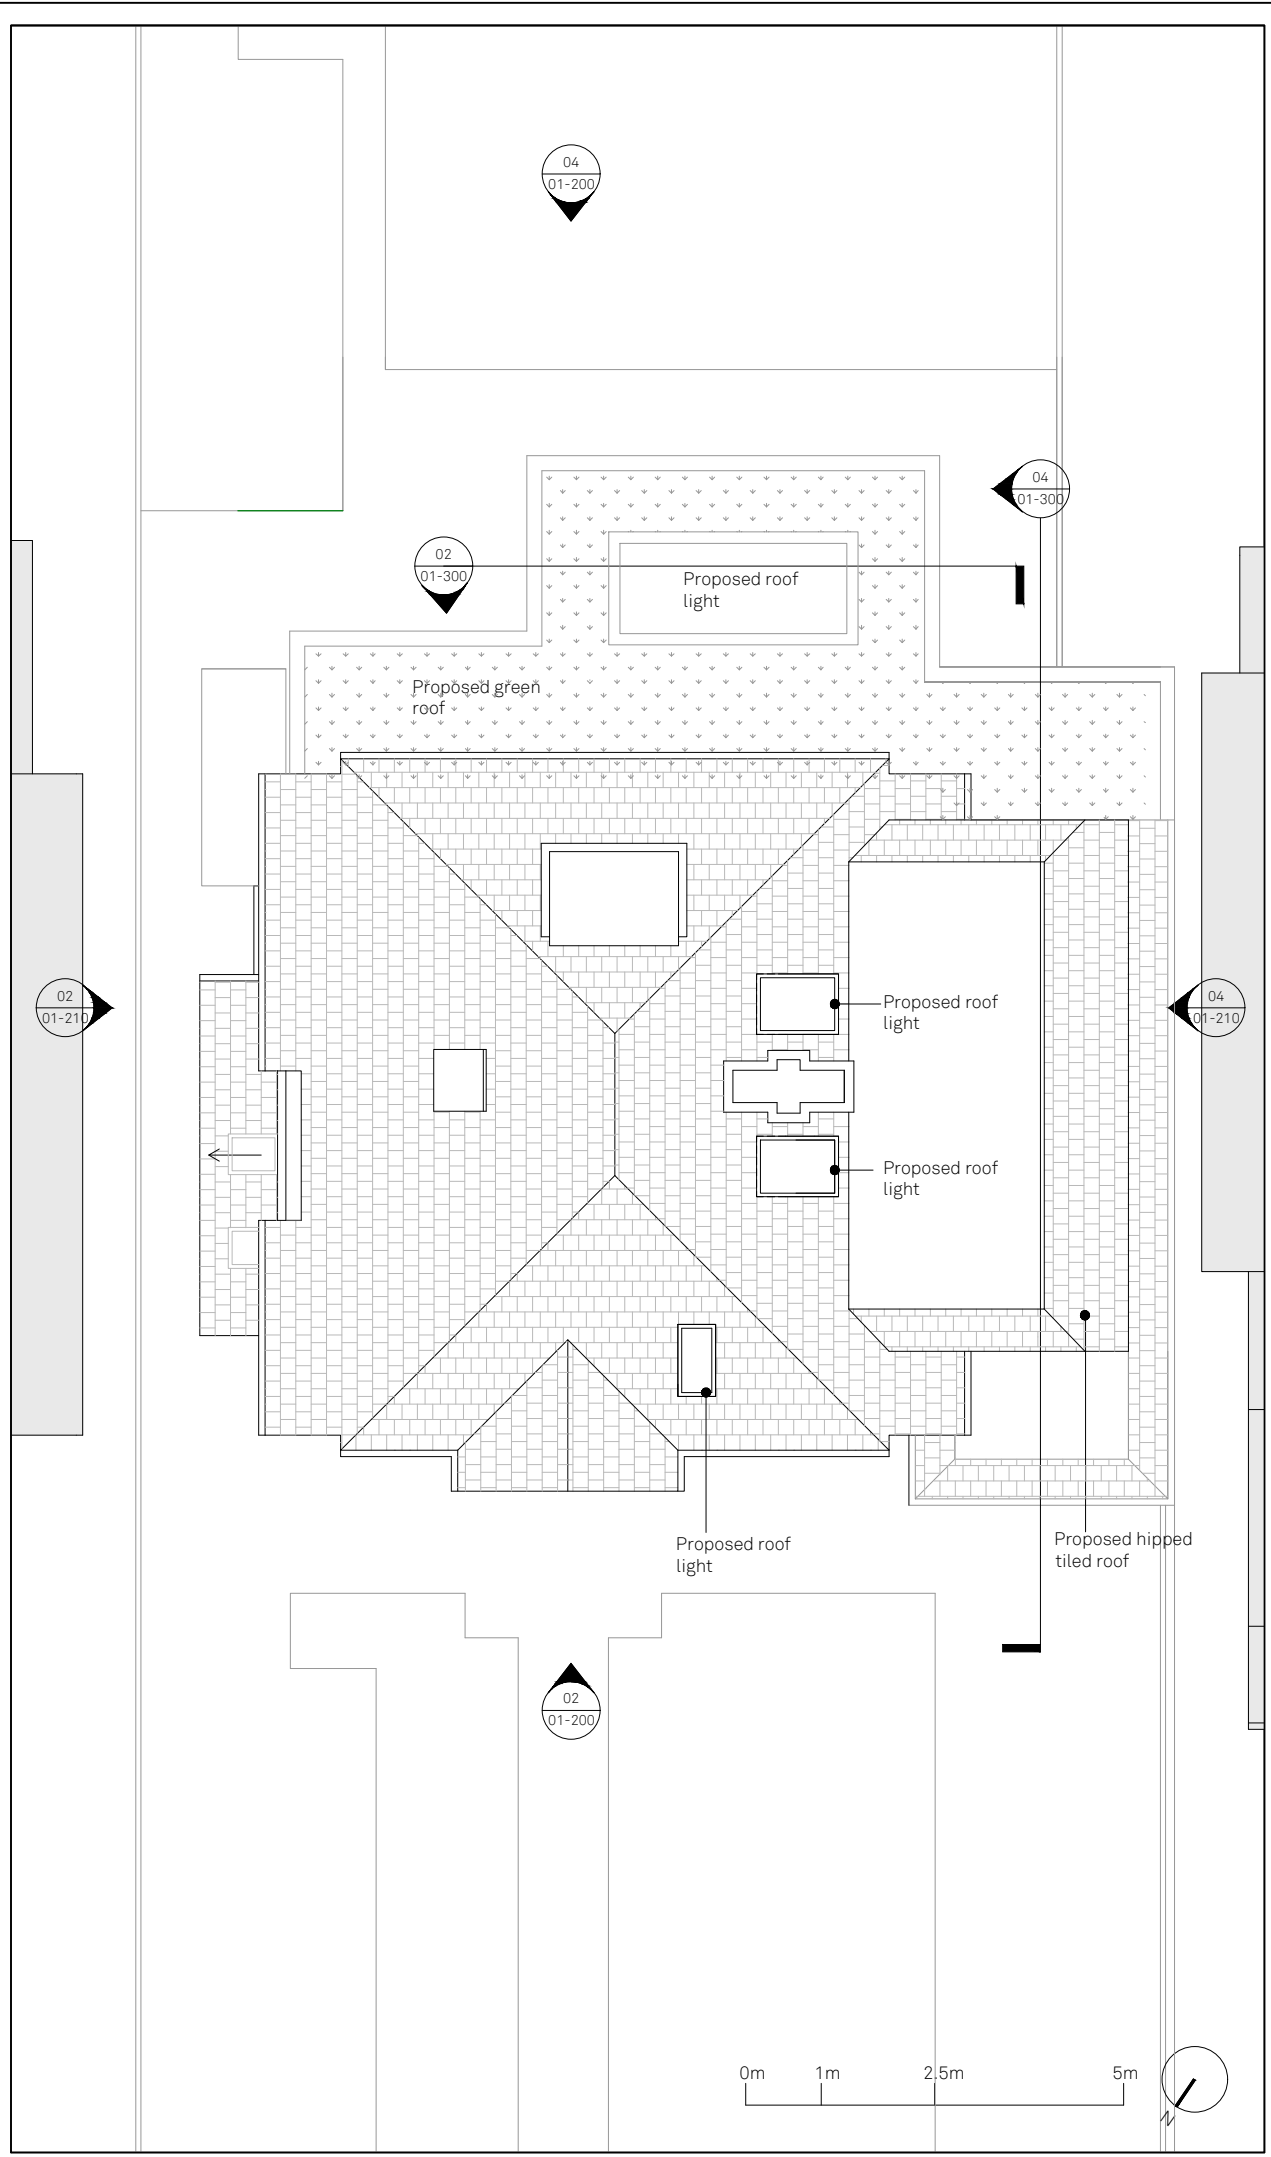 04
01-200
04
01-300
02
01-300
Proposed roof
light
Proposed green
roof
02
01-210
04
01-210
Proposed roof
light
Proposed roof
light
Proposed roof
light
Proposed hipped
tiled roof
02
01-200
0m
1m
2.5m
5m
N